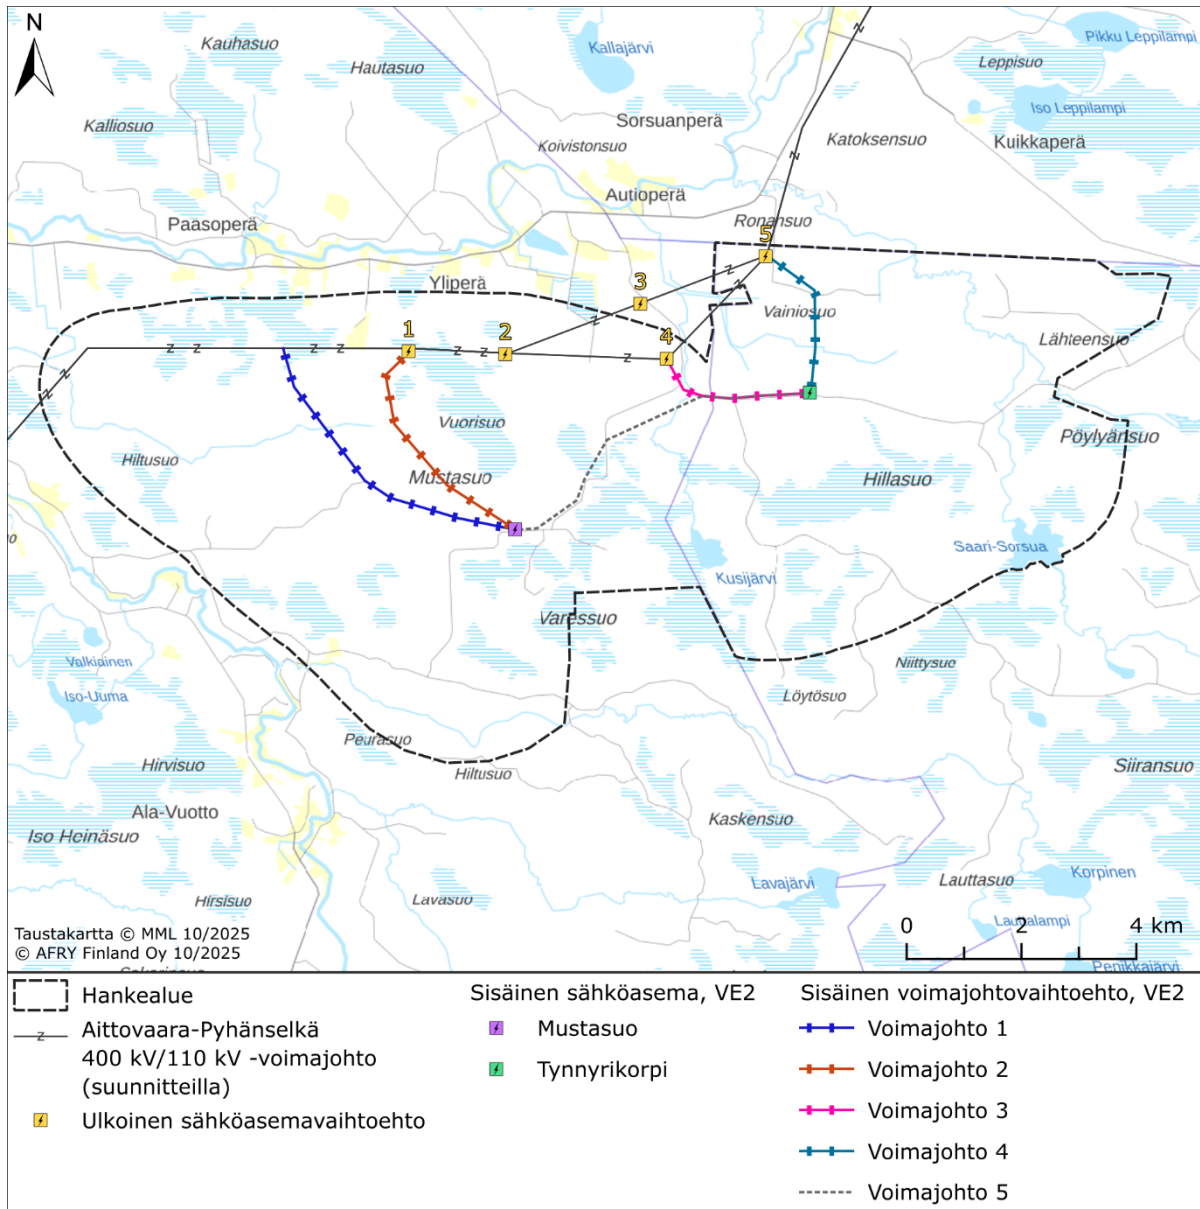 N
Kauhasuo
Hautasuo
Kallajärvi
Pikku Leppilampi
Leppisuo
Iso Leppilampi
Kalliosuo
Sorsuanperä
Koivistonsuo
Katoksensuo
Kuikkaperä
Autioperä
Paasoperä
Ronansuo
5
Yliperä
3
Vainiosuo
1
2
4
Lähteensuo
Vuorisuo
Pöylyänsuo
Hiltusuo
Mustasuo
Hillasuo
Saari-Sorsua
Kusijärvi
Varessuo
Valkiainen
Niittysuo
Iso-Uuma
Löytösuo
Peurasuo
Hirvisuo
Hiltusuo
Siiransuo
Ala-Vuotto
Kaskensuo
Iso Heinäsuo
Lavajärvi
Lauttasuo
Korpinen
Hirsisuo
Lavasuo
0 2 4 km
Taustakartta © MML 10/2025
© AFRY Finland Oy 10/2025
Penikkajärvi
Hankealue
Aittovaara-Pyhänselkä
400 kV/110 kV -voimajohto
(suunnitteilla)
Ulkoinen sähköasemavaihtoehto
Sisäinen sähköasema, VE2
Mustasuo
Tynnyrikorpi
Sisäinen voimajohtovaihtoehto, VE2
Voimajohto 1
Voimajohto 2
Voimajohto 3
Voimajohto 4
Voimajohto 5